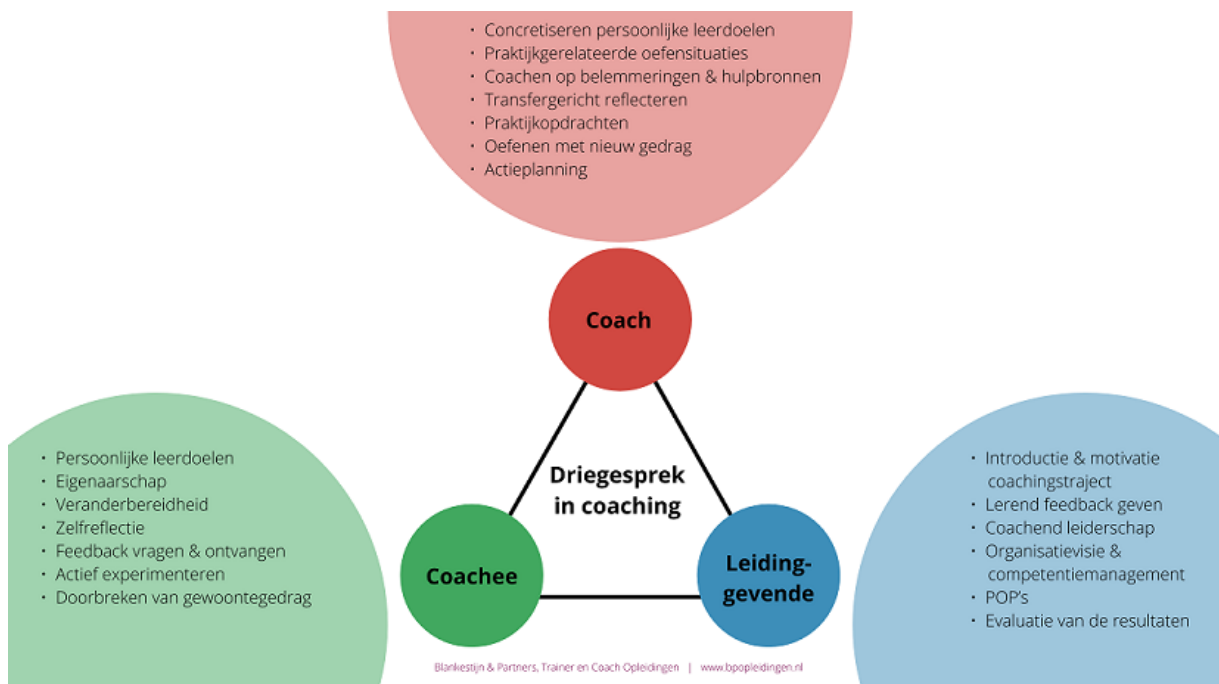 • Concretiseren persoonlijke leerdoelen
• Praktijkgerelateerde oefensituaties
• Coachen op belemmeringen & hulpbronnen
• Transfergericht reflecteren
• Praktijkopdrachten
• Oefenen met nieuw gedrag
• Actieplanning
Coach
Driegesprek
in coaching
• Persoonlijke leerdoelen
• Eigenaarschap
• Veranderbereidheid
• Zelfreflectie
• Feedback vragen & ontvangen
• Actief experimenteren
• Doorbreken van gewoontegedrag
Coachee
Leiding-
gevende
• Introductie & motivatie
coachingstraject
• Lerend feedback geven
• Coachend leiderschap
• Organisatievisie &
competentiemanagement
• POP's
• Evaluatie van de resultaten
Blankestijn & Partners, Trainer en Coach Opleidingen | www.bpopleidingen.nl